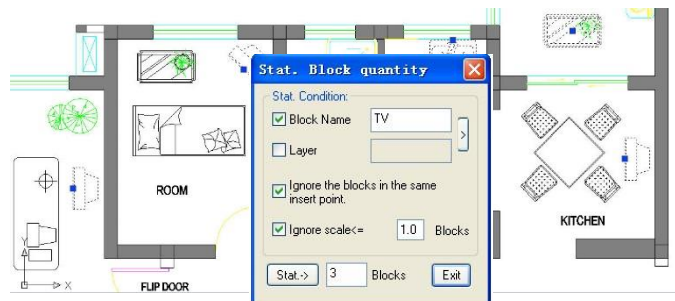 Stat. Block quantity
Stat. Condition:
Block Name TV
Layer
>
Ignore the blocks in the same
insert point.
Ignore scale<= 1.0 Blocks
Stat.-> 3 Blocks Exit
ROOM
KITCHEN
Y
X
FLIP DOOR